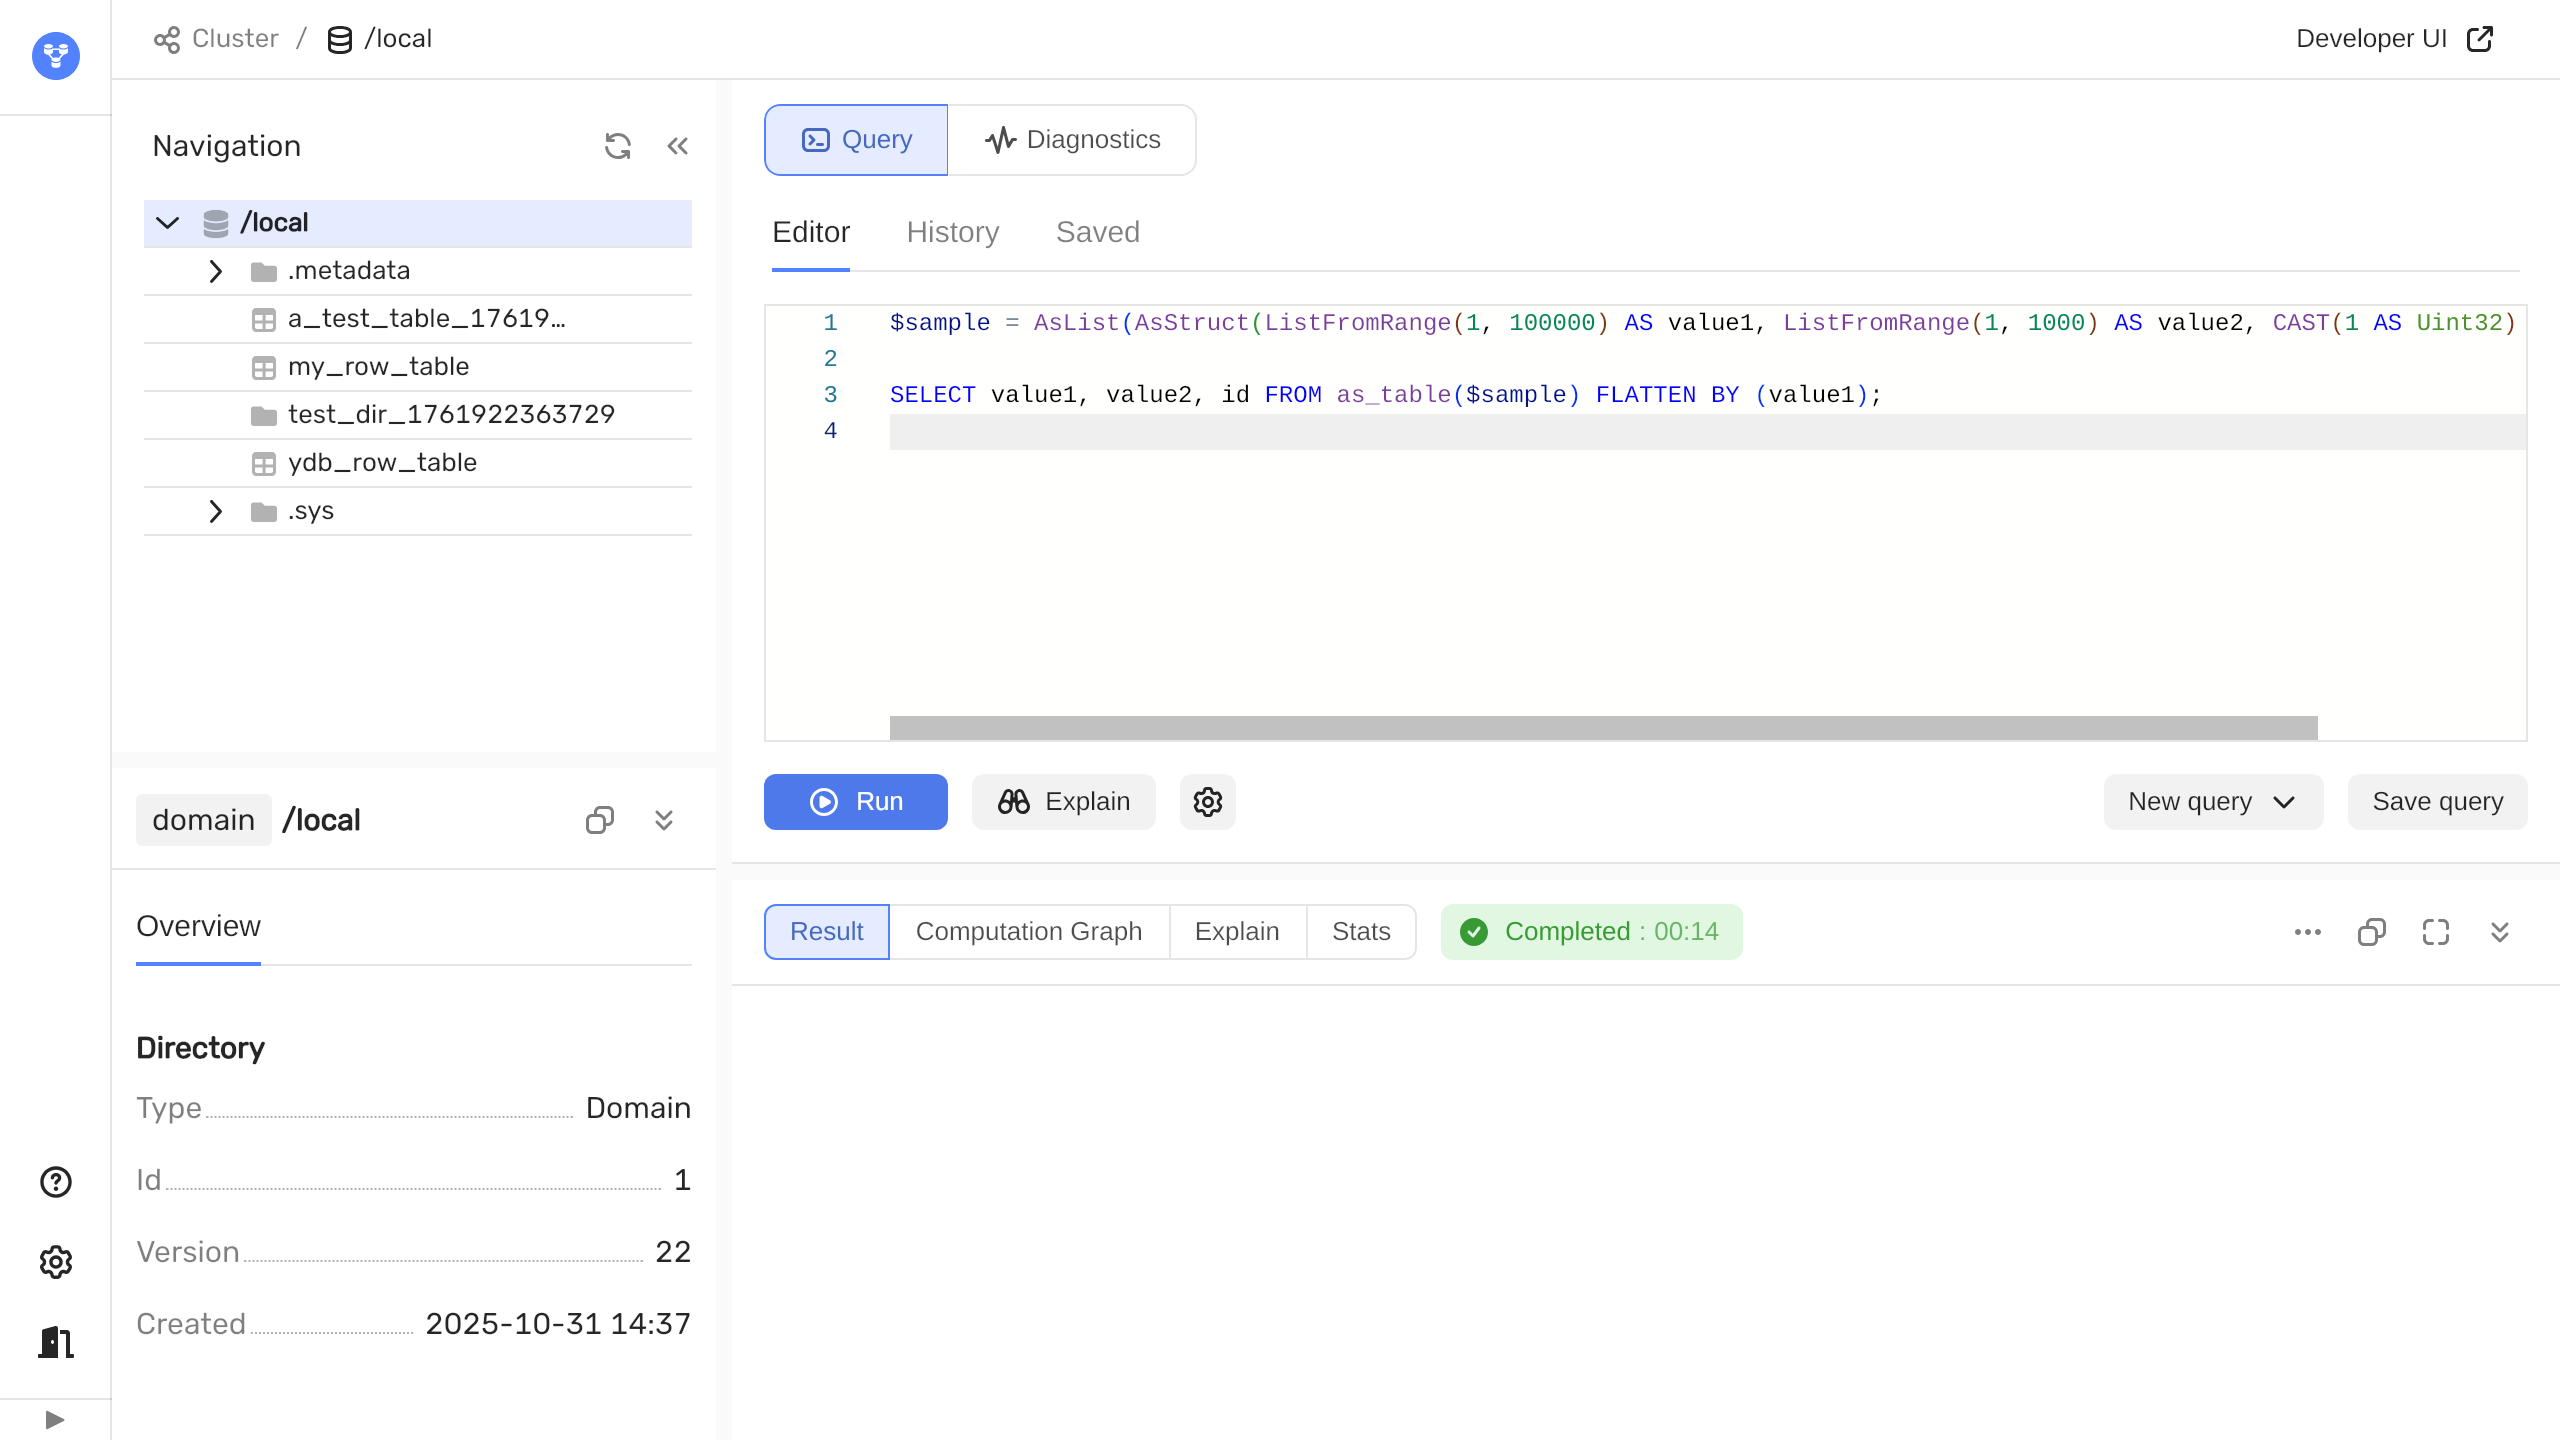 Cluster / /local
Developer UI
Navigation
/local
.metadata
a_test_table_17619...
my_row_table
test_dir_1761922363729
ydb_row_table
.sys
domain /local
Overview
Directory
Type Domain
Id 1
Version 22
Created 2025-10-31 14:37
Query
Diagnostics
Editor
History
Saved
1 $sample = AsList(AsStruct(ListFromRange(1, 100000) AS value1, ListFromRange(1, 1000) AS value2, CAST(1 AS Uint32)
2
3 SELECT value1, value2, id FROM as_table($sample) FLATTEN BY (value1);
4
Run
Explain
New query
Save query
Result
Computation Graph
Explain
Stats
Completed : 00:14